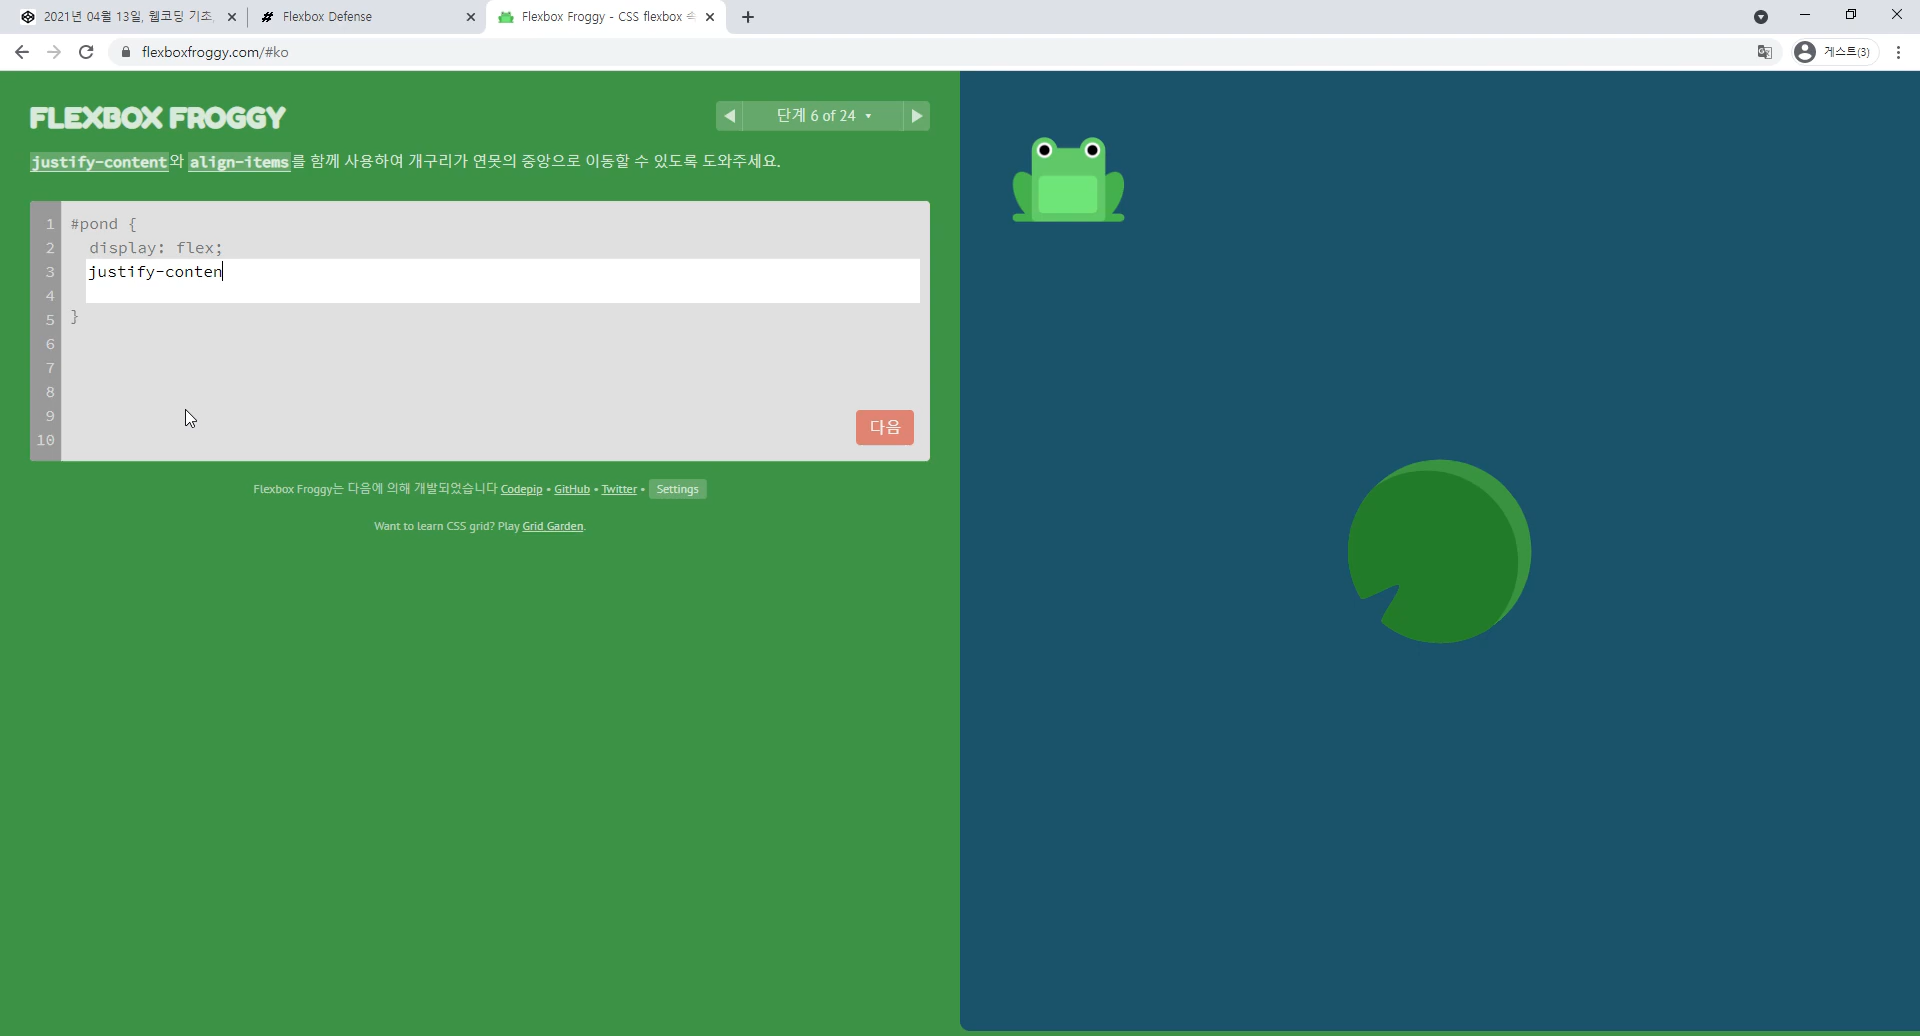 2021년 04월 13일, 웹코딩 기초,
Flexbox Defense
Flexbox Froggy - CSS flexbox 속
flexboxfroggy.com/#ko
게스트(3)
FLEXBOX FROGGY
단계 6 of 24
justify-content와 align-items를 함께 사용하여 개구리가 연못의 중앙으로 이동할 수 있도록 도와주세요.
1 #pond {
2 display: flex;
3 justify-conten
4
5 }
6
7
8
9
10
다음
Flexbox Froggy는 다음에 의해 개발되었습니다 Codepip • GitHub • Twitter • Settings
Want to learn CSS grid? Play Grid Garden.